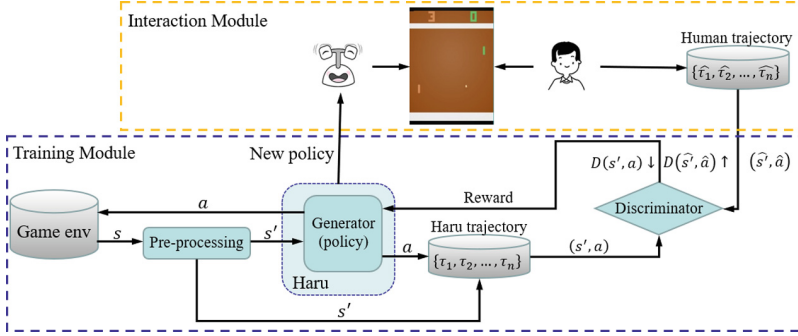 Interaction Module
3 0
Human trajectory
{τ̂₁, τ̂₂, ..., τ̂ₙ}
Training Module
New policy
D(s′, a) ↓ D(ŝ′, â) ↑ (ŝ′, â)
Reward
Discriminator
a
Game env
s
Pre-processing
s′
Generator
(policy)
a
Haru trajectory
{τ₁, τ₂, ..., τₙ}
(s′, a)
Haru
s′